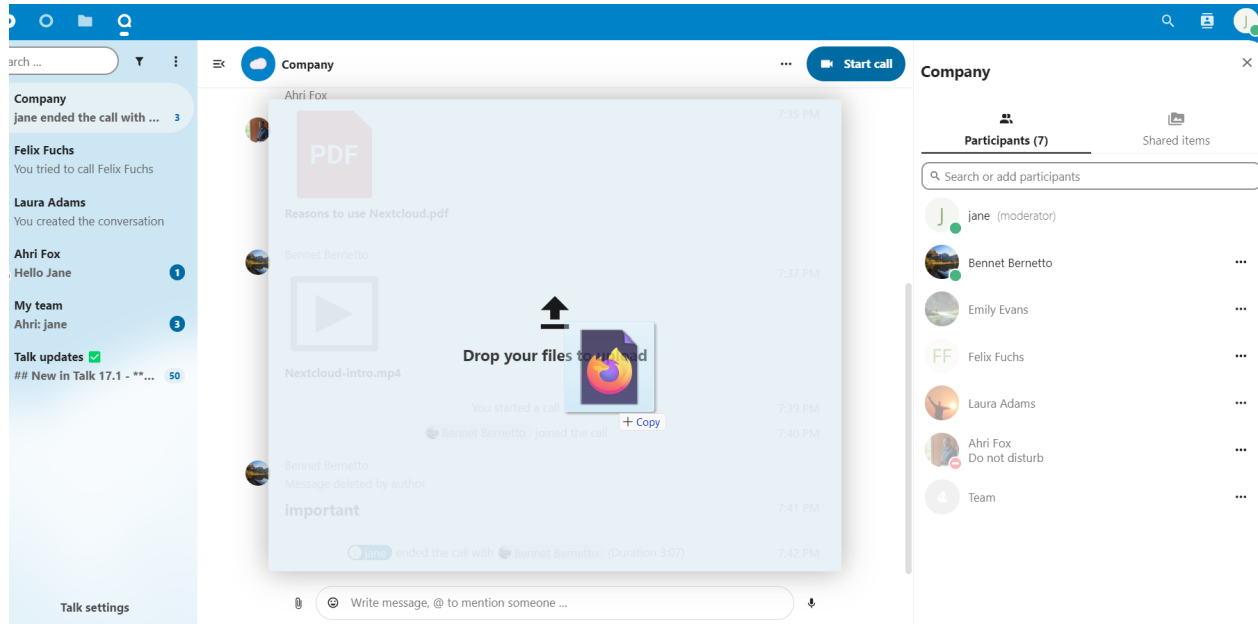 arch ...
Company
jane ended the call with ... 3
Felix Fuchs
You tried to call Felix Fuchs
Laura Adams
You created the conversation
Ahri Fox
Hello Jane 1
My team
Ahri: jane 3
Talk updates ✅
## New in Talk 17.1 - **... 50
Talk settings
Company
Start call
Ahri Fox
7:35 PM
PDF
Reasons to use Nextcloud.pdf
Bennet Bernetto
7:37 PM
Drop your files to upload
Nextcloud-intro.mp4
Copy
You started a call
7:39 PM
Bennet Bernetto joined the call
7:40 PM
Bennet Bernetto
Message deleted by author
important
7:41 PM
J jane ended the call with Bennet Bernetto (Duration 3:07)
7:42 PM
Write message, @ to mention someone ...
J
Company
Participants (7)
Shared items
Search or add participants
J jane (moderator)
Bennet Bernetto
Emily Evans
FF Felix Fuchs
Laura Adams
Ahri Fox
Do not disturb
Team